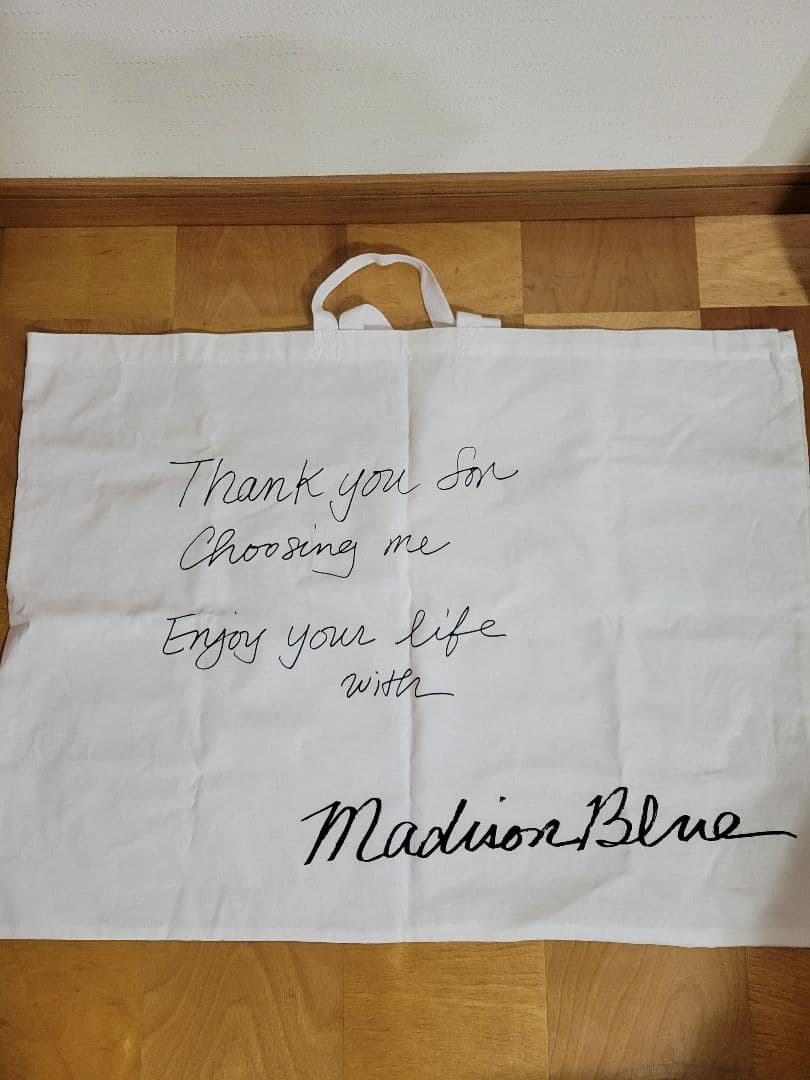 Thank you for
Choosing me
Enjoy your life
with
Madison Blue